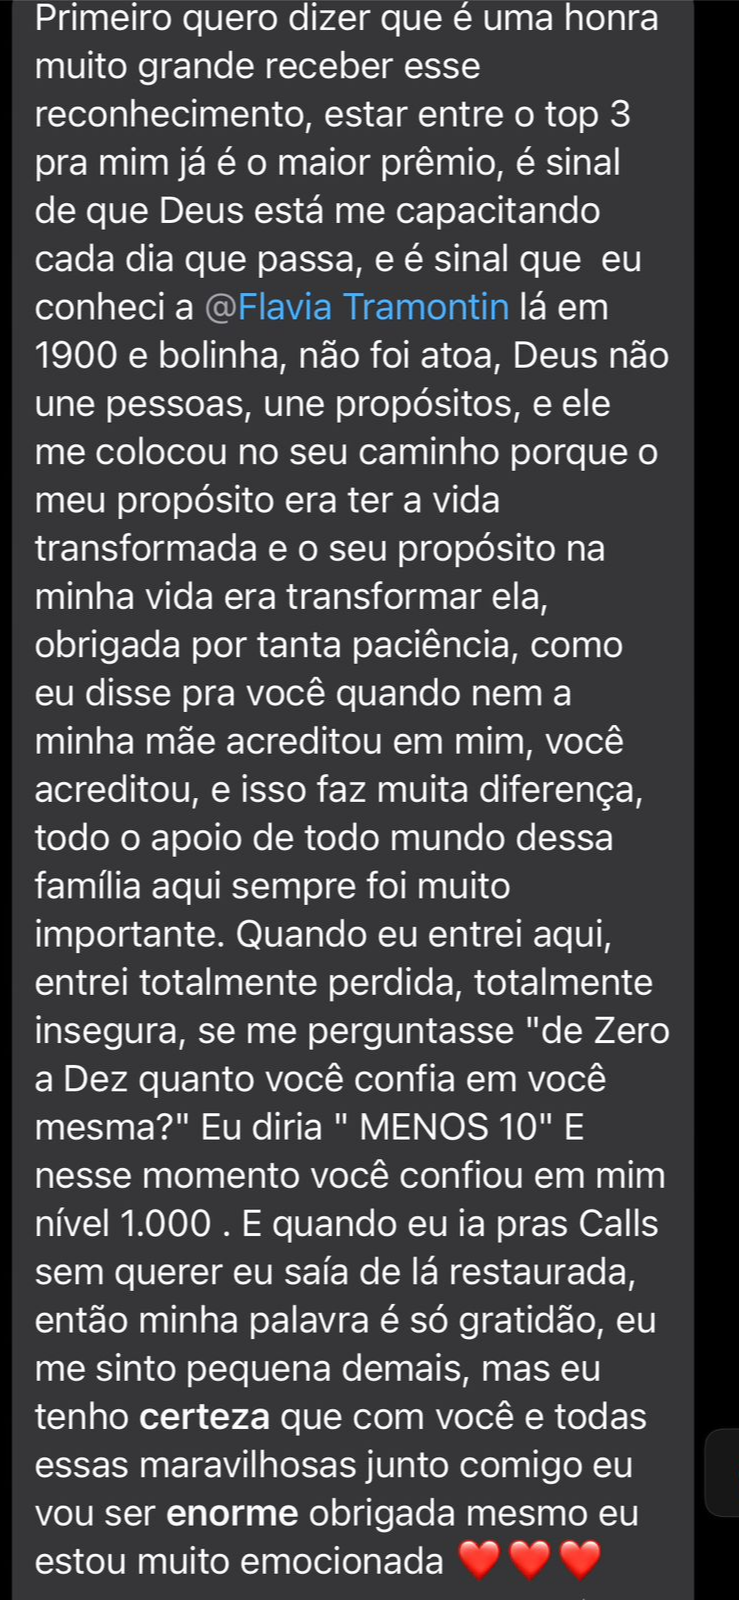 Primeiro quero dizer que é uma honra
muito grande receber esse
reconhecimento, estar entre o top 3
pra mim já é o maior prêmio, é sinal
de que Deus está me capacitando
cada dia que passa, e é sinal que  eu
conheci a @Flavia Tramontin lá em
1900 e bolinha, não foi atoa, Deus não
une pessoas, une propósitos, e ele
me colocou no seu caminho porque o
meu propósito era ter a vida
transformada e o seu propósito na
minha vida era transformar ela,
obrigada por tanta paciência, como
eu disse pra você quando nem a
minha mãe acreditou em mim, você
acreditou, e isso faz muita diferença,
todo o apoio de todo mundo dessa
família aqui sempre foi muito
importante. Quando eu entrei aqui,
entrei totalmente perdida, totalmente
insegura, se me perguntasse "de Zero
a Dez quanto você confia em você
mesma?" Eu diria " MENOS 10" E
nesse momento você confiou em mim
nível 1.000 . E quando eu ia pras Calls
sem querer eu saía de lá restaurada,
então minha palavra é só gratidão, eu
me sinto pequena demais, mas eu
tenho certeza que com você e todas
essas maravilhosas junto comigo eu
vou ser enorme obrigada mesmo eu
estou muito emocionada ❤️❤️❤️